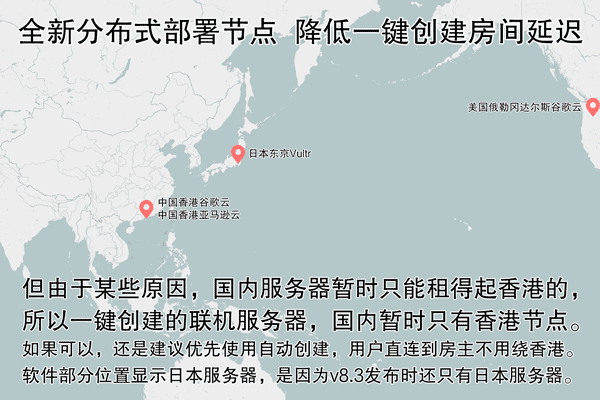 全新分布式部署节点 降低一键创建房间延迟
美国俄勒冈达尔斯谷歌云
日本东京Vultr
中国香港谷歌云
中国香港亚马逊云
但由于某些原因，国内服务器暂时只能租得起香港的，
所以一键创建的联机服务器，国内暂时只有香港节点。
如果可以，还是建议优先使用自动创建，用户直连到房主不用绕香港。
软件部分位置显示日本服务器，是因为v8.3发布时还只有日本服务器。